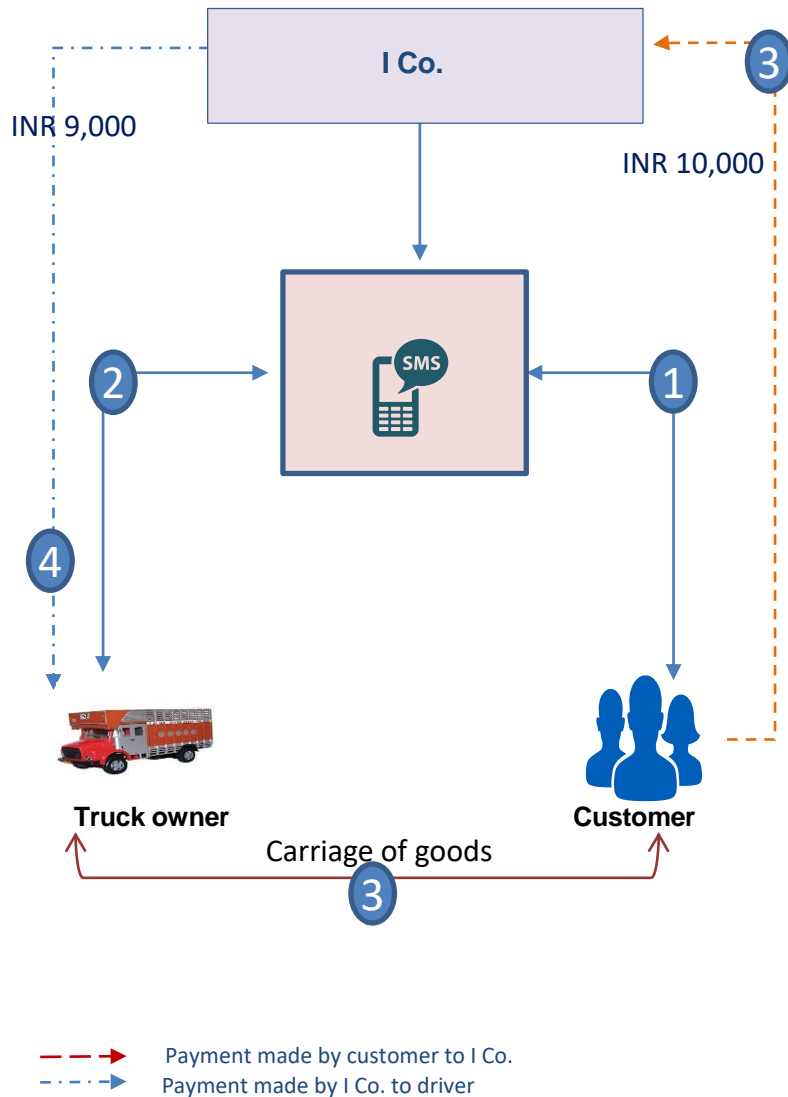 I Co.
3
INR 9,000
INR 10,000
SMS
2
1
4
Truck owner
Customer
Carriage of goods
3
Payment made by customer to I Co.
Payment made by I Co. to driver